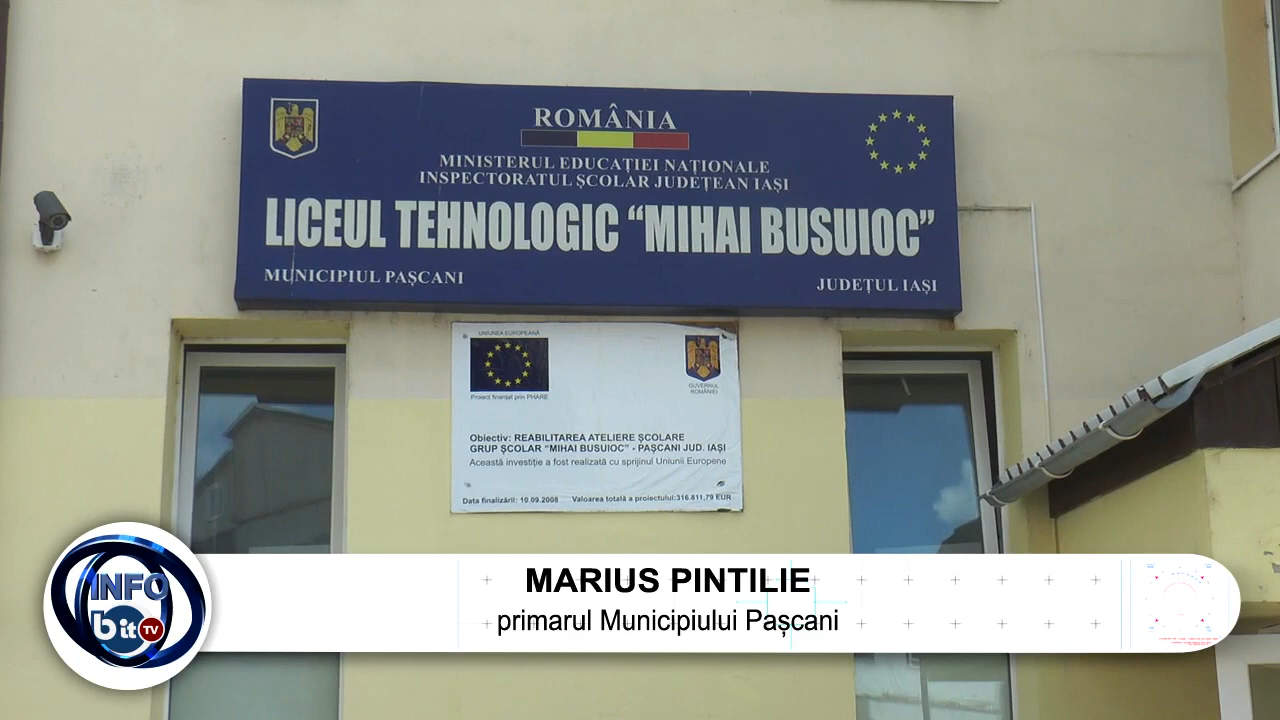 ROMÂNIA
MINISTERUL EDUCAȚIEI NAȚIONALE
INSPECTORATUL ȘCOLAR JUDEȚEAN IAȘI
LICEUL TEHNOLOGIC “MIHAI BUSUIOC”
MUNICIPIUL PAȘCANI
JUDEȚUL IAȘI
UNIUNEA EUROPEANĂ
Proiect finanțat prin PHARE
GUVERNUL
ROMÂNIEI
Obiectiv: REABILITAREA ATELIERE ȘCOLARE
GRUP ȘCOLAR “MIHAI BUSUIOC” - PAȘCANI JUD. IAȘI
Această investiție a fost realizată cu sprijinul Uniunii Europene
Data finalizării: 10.09.2008 Valoarea totală a proiectului:316.811,79 EUR
INFO
bit TV
MARIUS PINTILIE
primarul Municipiului Pașcani